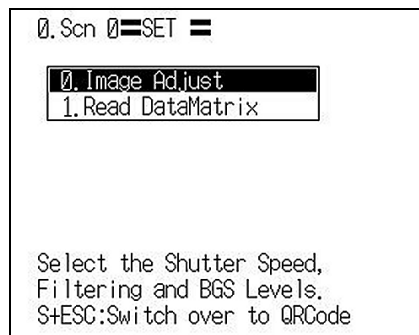 0.Scn 0=SET =
0.Image Adjust
1.Read DataMatrix
Select the Shutter Speed,
Filtering and BGS Levels.
S+ESC:Switch over to QRCode